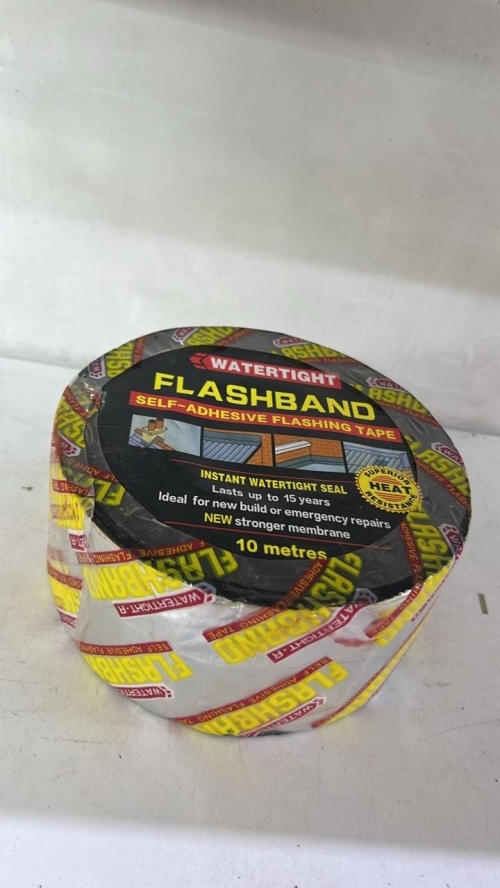 WATERTIGHT
FLASHBAND
SELF-ADHESIVE FLASHING TAPE
INSTANT WATERTIGHT SEAL
Lasts up to 15 years
Ideal for new build or emergency repairs
NEW stronger membrane
10 metres
SUPERIOR
HEAT
RESISTANCE
FLASHBAND
WATERTIGHT-R
SELF ADHESIVE FLASHING TAPE
FLASHBAND
WATERTIGHT-R